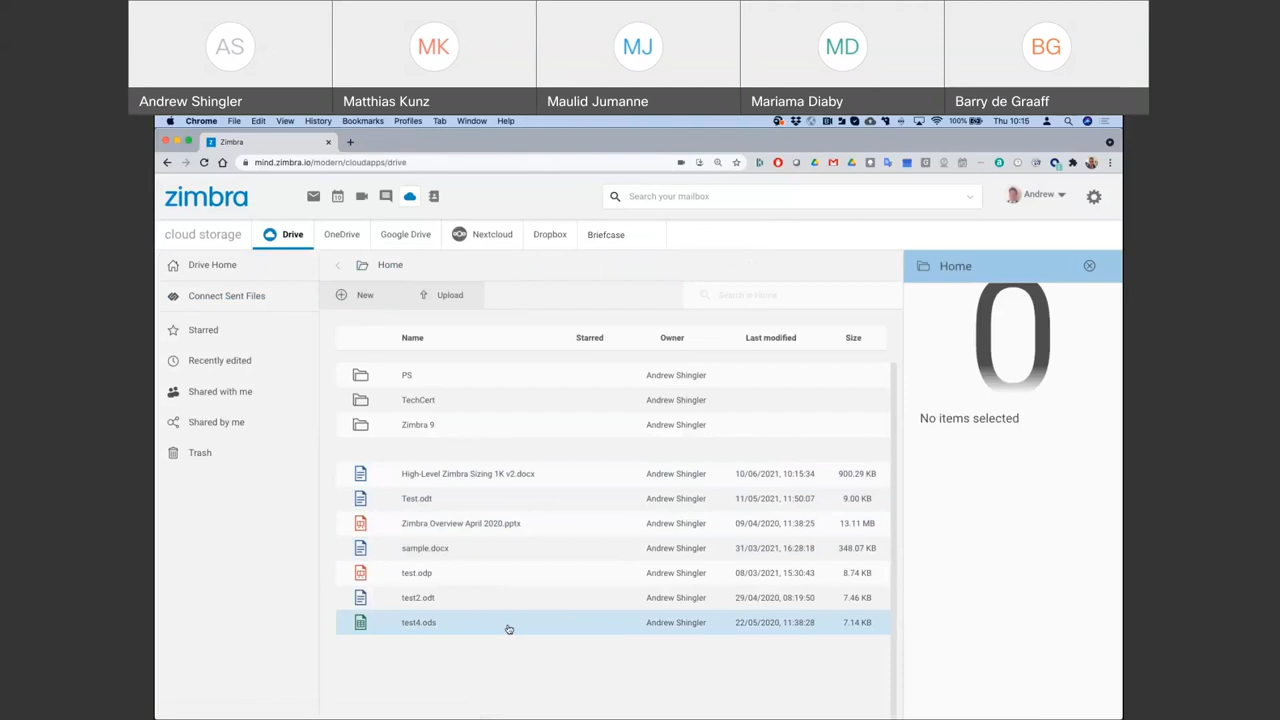 AS MK MJ MD BG
Andrew Shingler Matthias Kunz Maulid Jumanne Mariama Diaby Barry de Graaff
Chrome File Edit View History Bookmarks Profiles Tab Window Help 100% Thu 10:15
Zimbra
mind.zimbra.io/modern/cloudapps/drive
zimbra Search your mailbox Andrew
cloud storage Drive OneDrive Google Drive Nextcloud Dropbox Briefcase
Drive Home
Connect Sent Files
Starred
Recently edited
Shared with me
Shared by me
Trash
Home
New Upload Search in Home
Name Starred Owner Last modified Size
PS Andrew Shingler
TechCert Andrew Shingler
Zimbra 9 Andrew Shingler
High-Level Zimbra Sizing 1K v2.docx Andrew Shingler 10/06/2021, 10:15:34 900.29 KB
Test.odt Andrew Shingler 11/05/2021, 11:50:07 9.00 KB
Zimbra Overview April 2020.pptx Andrew Shingler 09/04/2020, 11:38:25 13.11 MB
sample.docx Andrew Shingler 31/03/2021, 16:28:18 348.07 KB
test.odp Andrew Shingler 08/03/2021, 15:30:43 8.74 KB
test2.odt Andrew Shingler 29/04/2020, 08:19:50 7.46 KB
test4.ods Andrew Shingler 22/05/2020, 11:38:28 7.14 KB
Home
0
No items selected